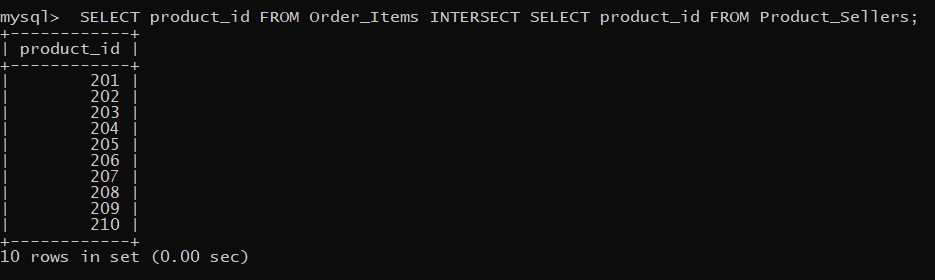 mysql>  SELECT product_id FROM Order_Items INTERSECT SELECT product_id FROM Product_Sellers;
+------------+
| product_id |
+------------+
|        201 |
|        202 |
|        203 |
|        204 |
|        205 |
|        206 |
|        207 |
|        208 |
|        209 |
|        210 |
+------------+
10 rows in set (0.00 sec)